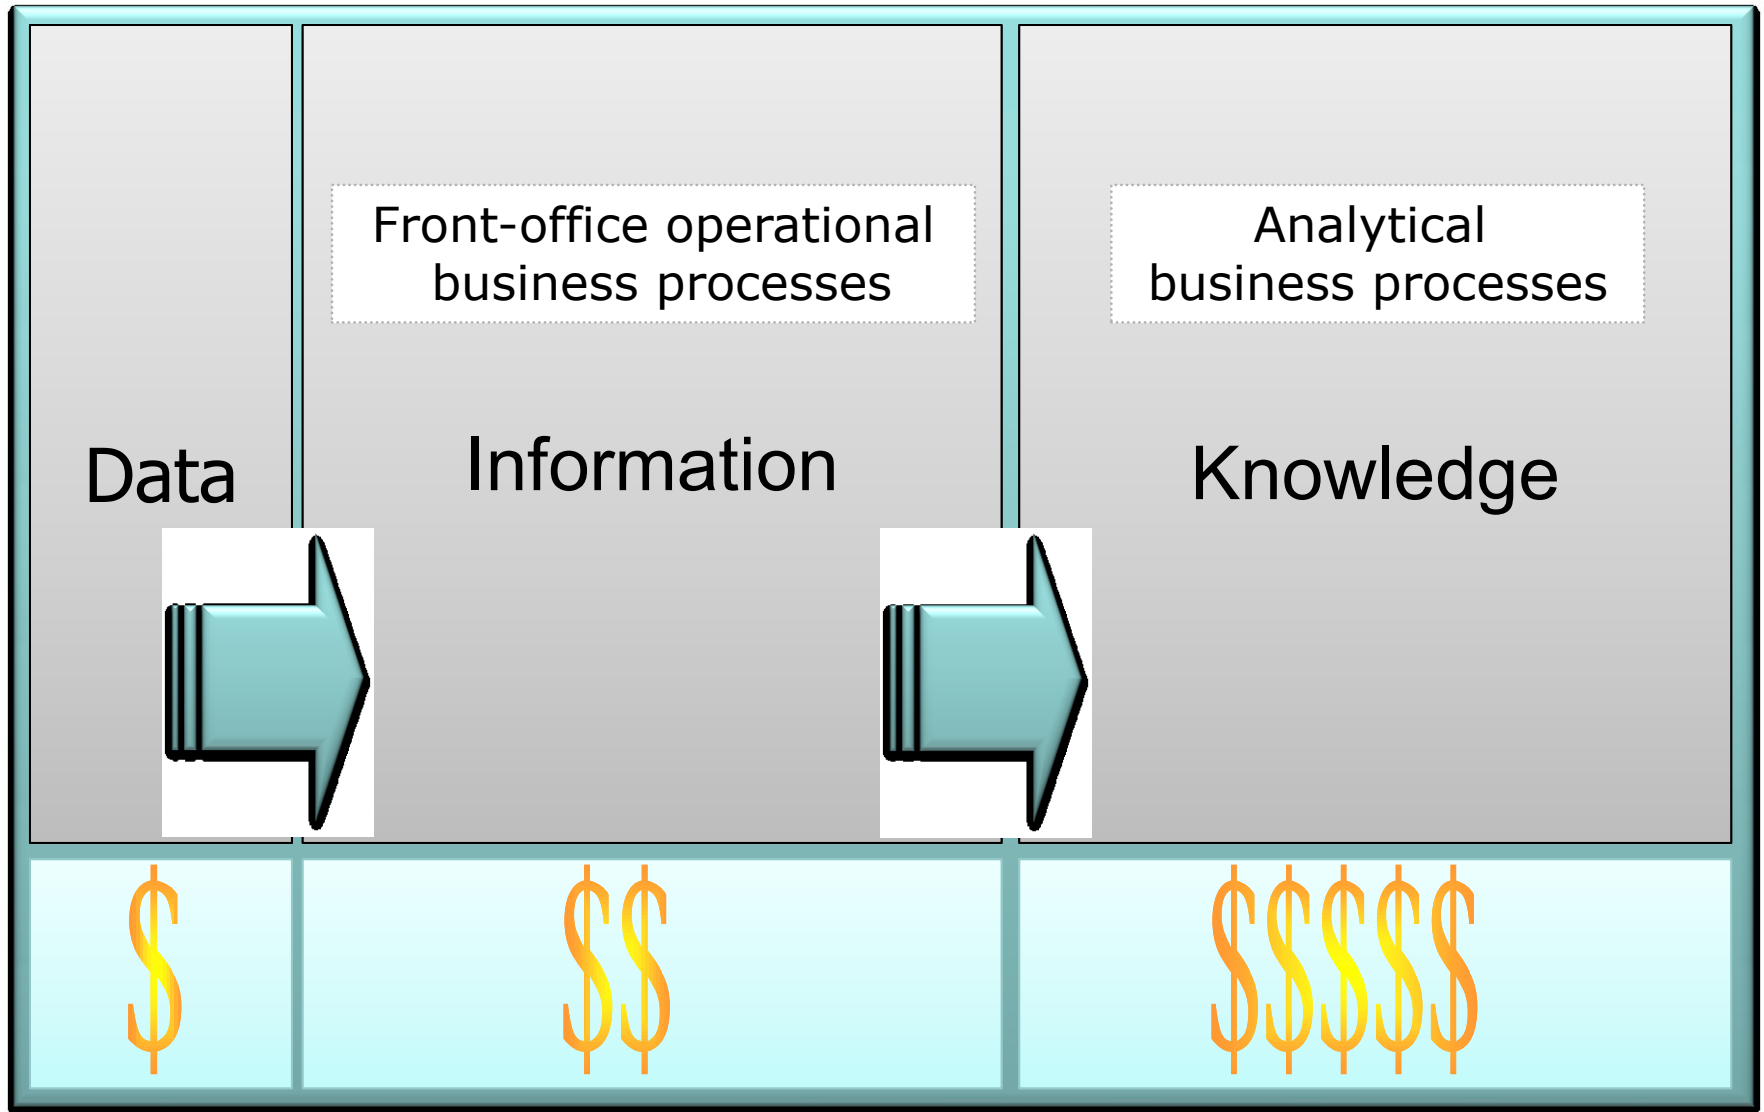 Front-office operational
business processes
Analytical
business processes
Data
Information
Knowledge
$
$$
$$$$$